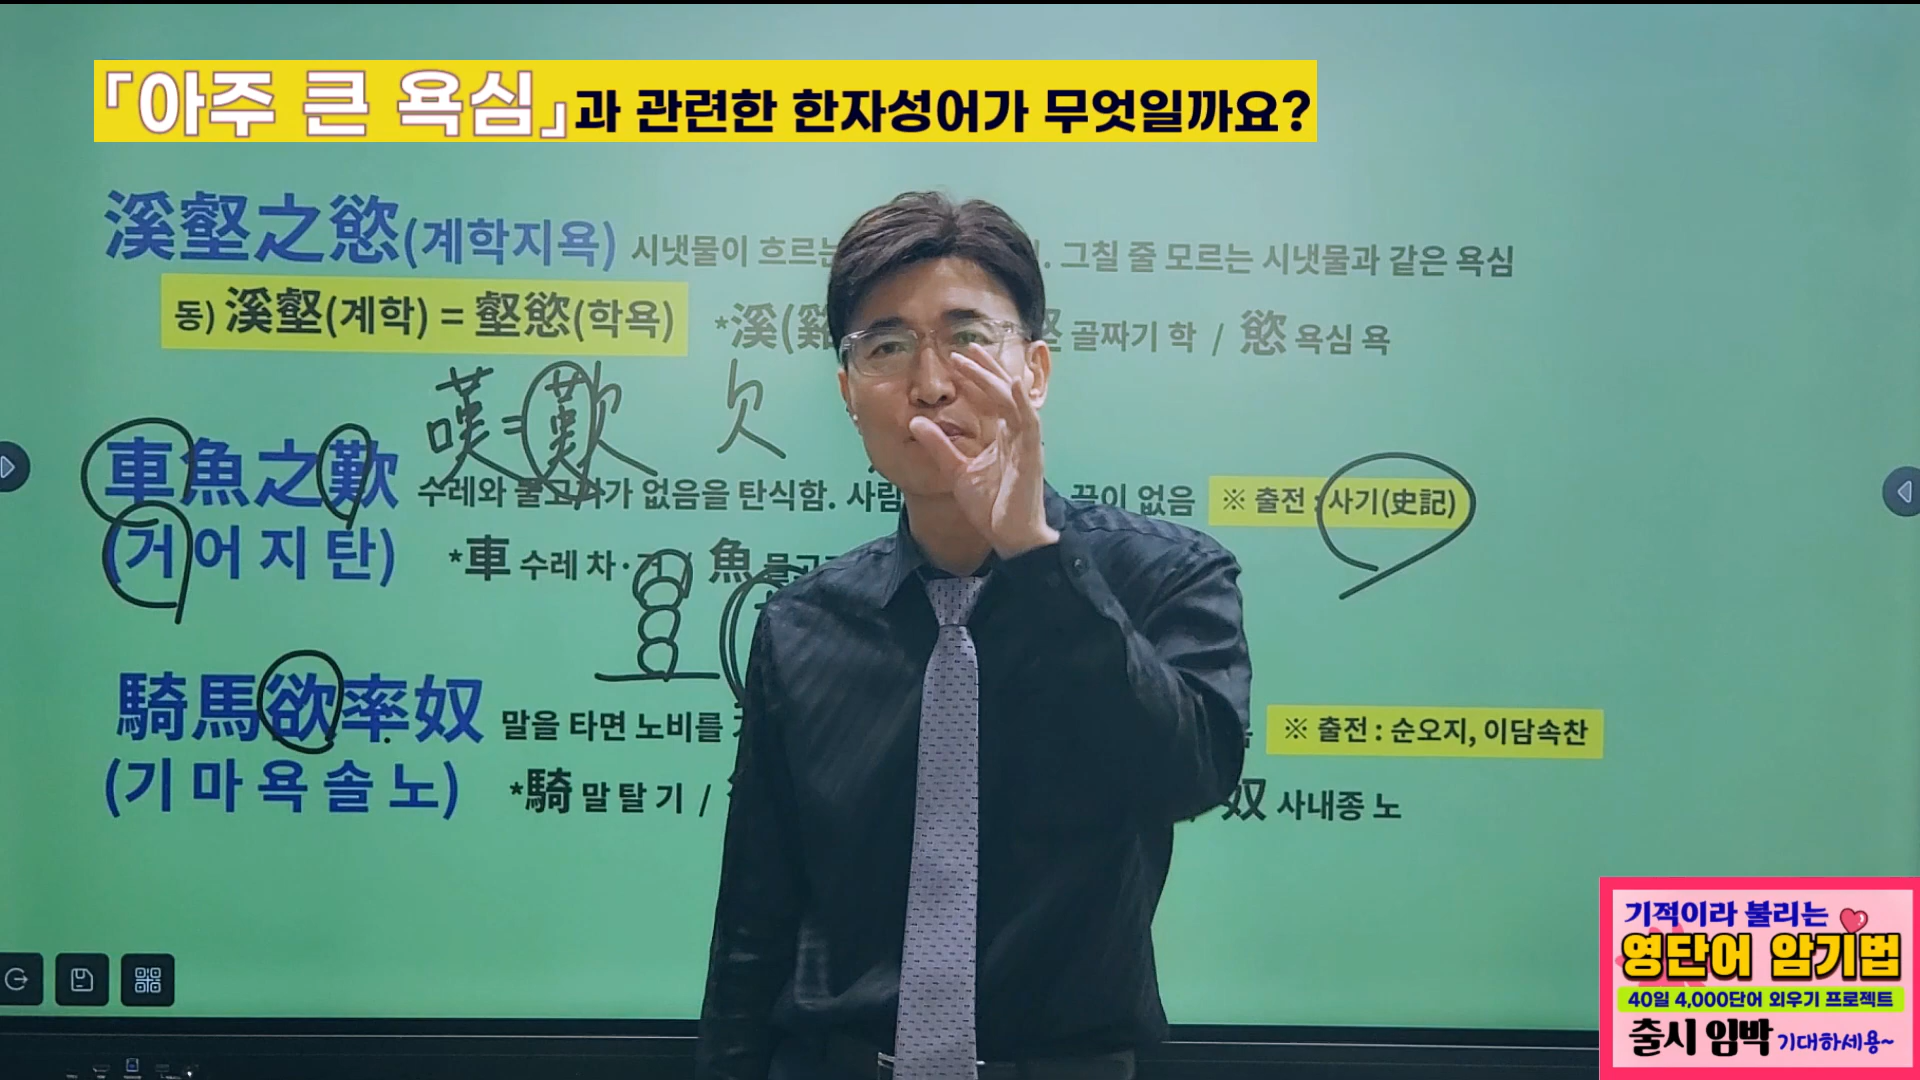 「아주 큰 욕심」과 관련한 한자성어가 무엇일까요?
溪壑之慾(계학지욕) 시냇물이 흐르는 . 그칠 줄 모르는 시냇물과 같은 욕심
동) 溪壑(계학) = 壑慾(학욕) *溪(谿 골짜기 학 / 慾 욕심 욕
嘆=歎 欠
車魚之歎 수레와 물고기가 없음을 탄식함. 사람 끝이 없음 ※ 출전 : 사기(史記)
(거어지탄) *車 수레 차· / 魚
騎馬欲率奴 말을 타면 노비를 ※ 출전 : 순오지, 이담속찬
(기마욕솔노) *騎 말 탈 기 / 奴 사내종 노
기적이라 불리는
영단어 암기법
40일 4,000단어 외우기 프로젝트
출시 임박 기대하세용~